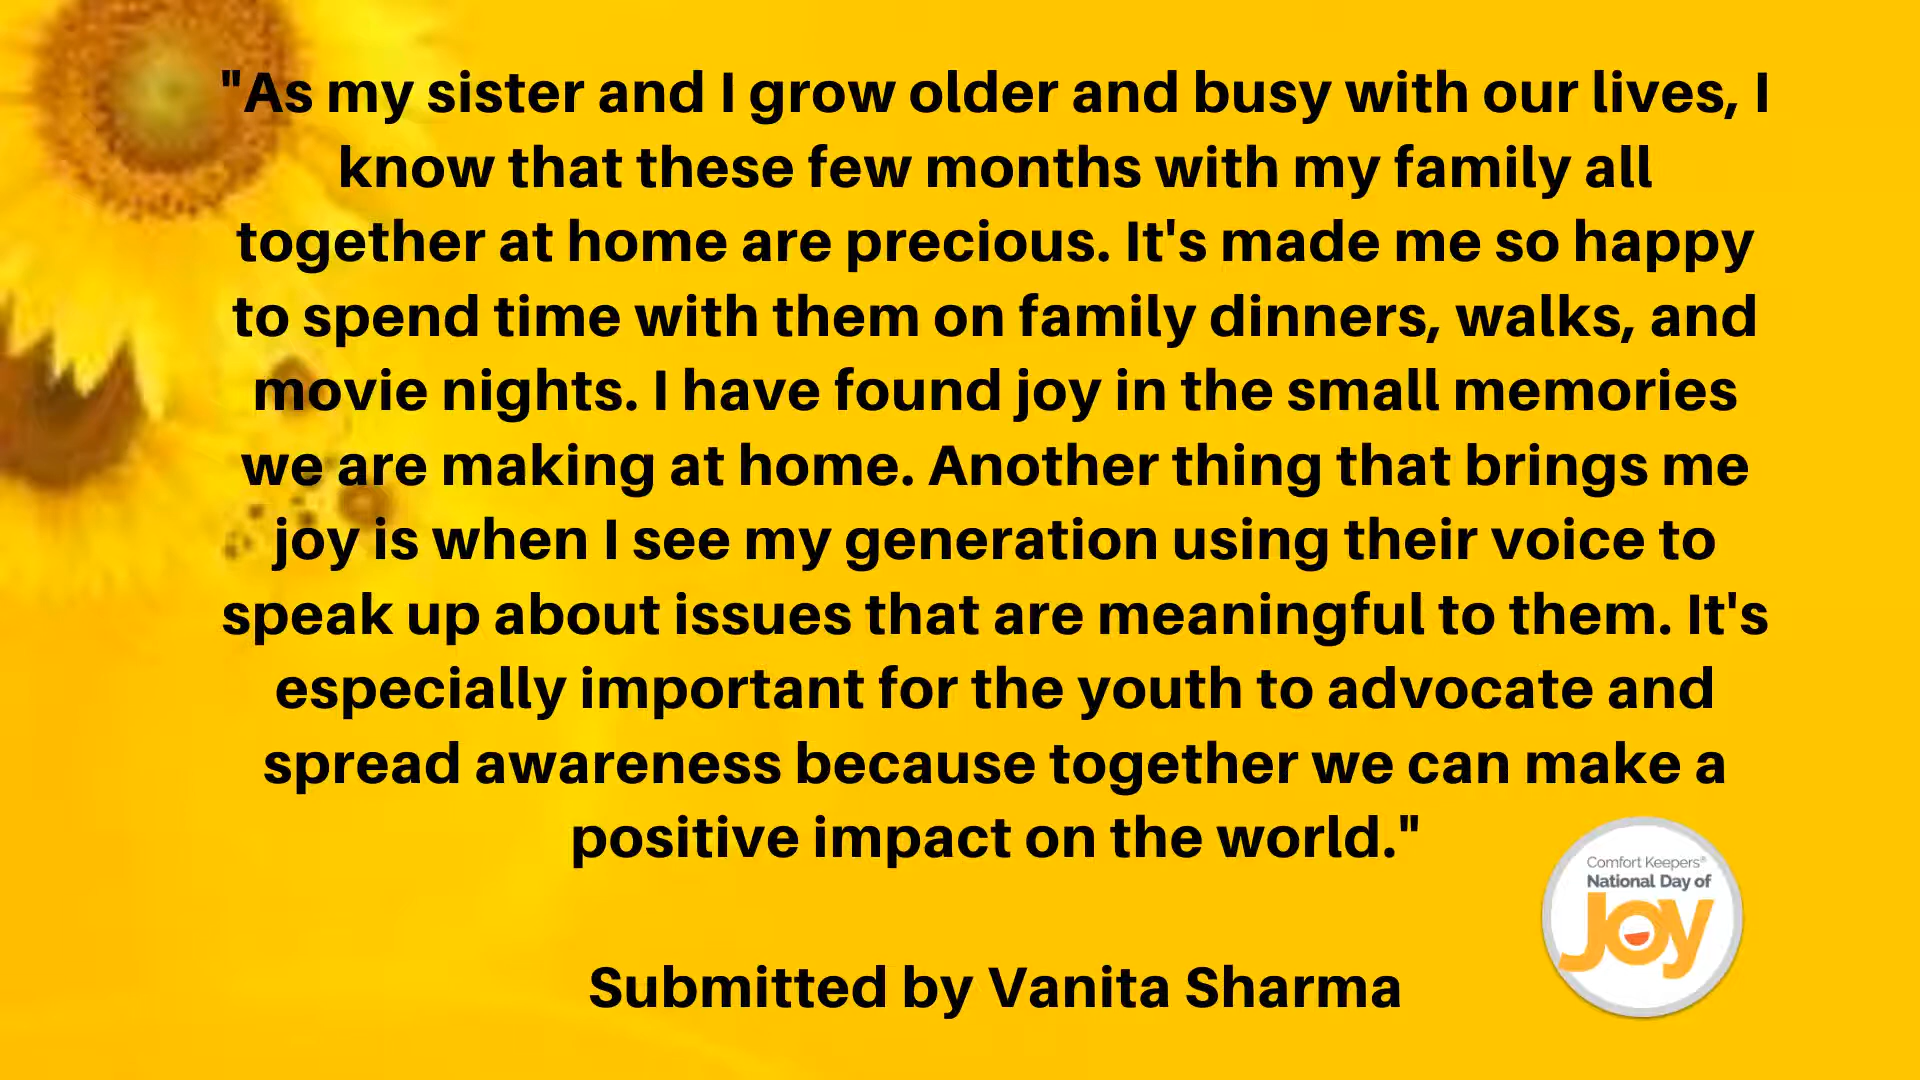 "As my sister and I grow older and busy with our lives, I
know that these few months with my family all
together at home are precious. It's made me so happy
to spend time with them on family dinners, walks, and
movie nights. I have found joy in the small memories
we are making at home. Another thing that brings me
joy is when I see my generation using their voice to
speak up about issues that are meaningful to them. It's
especially important for the youth to advocate and
spread awareness because together we can make a
positive impact on the world."
Comfort Keepers®
National Day of
Joy
Submitted by Vanita Sharma